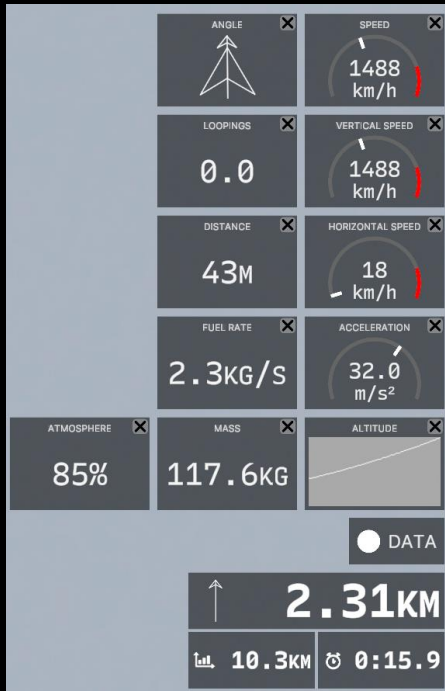 ANGLE
SPEED
1488
km/h
LOOPINGS
0.0
VERTICAL SPEED
1488
km/h
DISTANCE
43M
HORIZONTAL SPEED
18
km/h
FUEL RATE
2.3KG/S
ACCELERATION
32.0
m/s²
ATMOSPHERE
85%
MASS
117.6KG
ALTITUDE
DATA
2.31KM
10.3KM
0:15.9